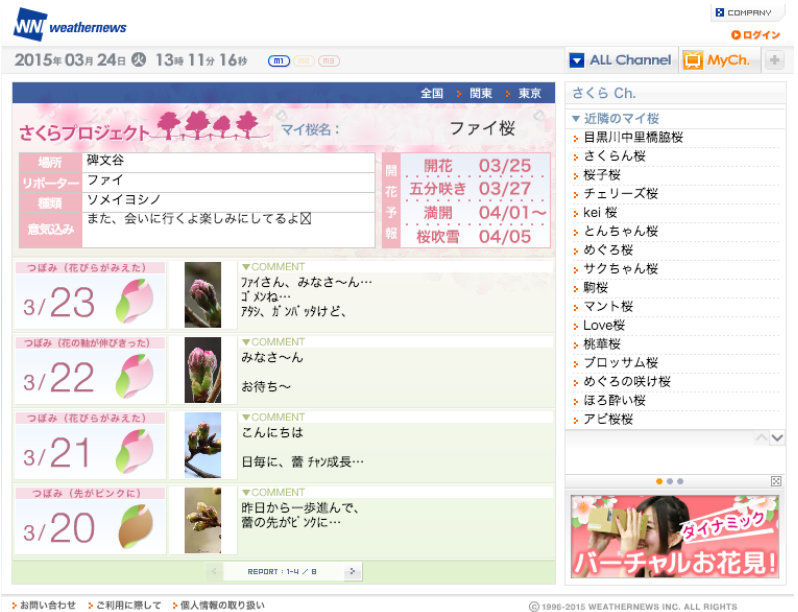 COMPANY
WNI weathernews
ログイン
2015年 03月 24日 火 13時 11分 16秒
m1 m2 m3
ALL Channel MyCh.
全国 関東 東京
さくらプロジェクト マイ桜名： ファイ桜
場所 碑文谷
リポーター ファイ
種類 ソメイヨシノ
意気込み また、会いに行くよ楽しみにしてるよ
開花予報
開花 03/25
五分咲き 03/27
満開 04/01〜
桜吹雪 04/05
つぼみ（花びらがみえた）
3/23
▼COMMENT
ﾌｧｲさん、みなさ〜ん…
ｺﾞﾒﾝね…
ｱﾀｼ、ｶﾞﾝﾊﾞｯﾀけど、
つぼみ（花の軸が伸びきった）
3/22
▼COMMENT
みなさ〜ん
お待ち〜
つぼみ（花びらがみえた）
3/21
▼COMMENT
こんにちは
日毎に、蕾 ﾁｬﾝ成長…
つぼみ（先がピンクに）
3/20
▼COMMENT
昨日から一歩進んで、
蕾の先がﾋﾟﾝｸに…
REPORT : 1-4 / 8
さくら Ch.
▼近隣のマイ桜
目黒川中里橋脇桜
さくらん桜
桜子桜
チェリーズ桜
kei 桜
とんちゃん桜
めぐろ桜
サクちゃん桜
駒桜
マント桜
Love桜
桃華桜
ブロッサム桜
めぐろの咲け桜
ほろ酔い桜
アビ桜桜
ダイナミック
バーチャルお花見!
お問い合わせ ご利用に際して 個人情報の取り扱い
© 1996-2015 WEATHERNEWS INC. ALL RIGHTS